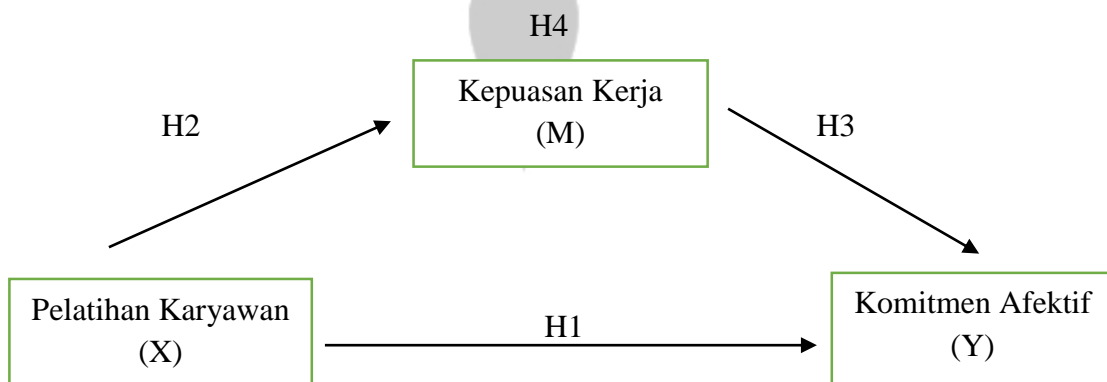 H4
Kepuasan Kerja
(M)
H2
H3
Pelatihan Karyawan
(X)
H1
Komitmen Afektif
(Y)